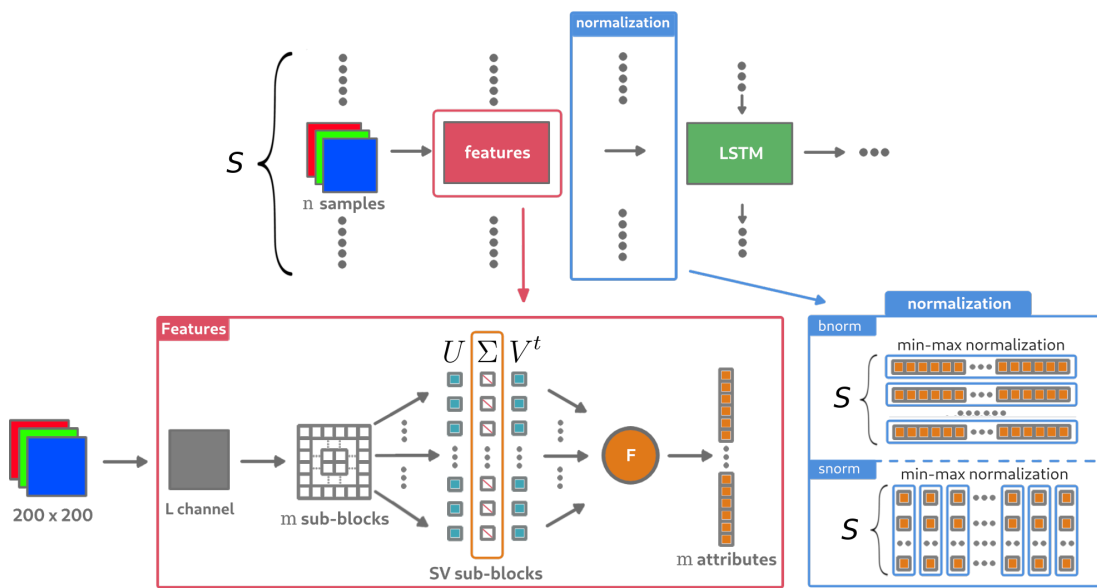 normalization
S
features
LSTM
n samples
normalization
Features
bnorm
U Σ Vᵗ
min-max normalization
S
F
snorm
min-max normalization
S
200 x 200
L channel
m sub-blocks
SV sub-blocks
m attributes